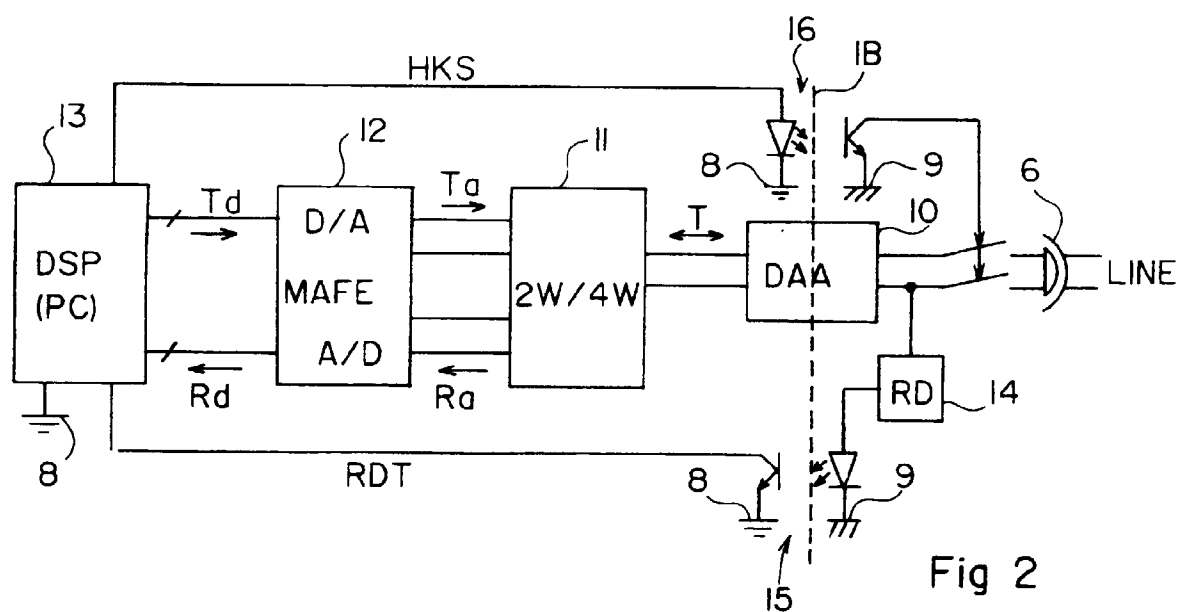 16
1B
HKS
13
12
11
8
9
Td
Ta
10
6
D/A
T
DSP
(PC)
MAFE
2W/4W
DAA
LINE
A/D
Rd
Ra
RD
14
8
RDT
8
9
15
Fig 2